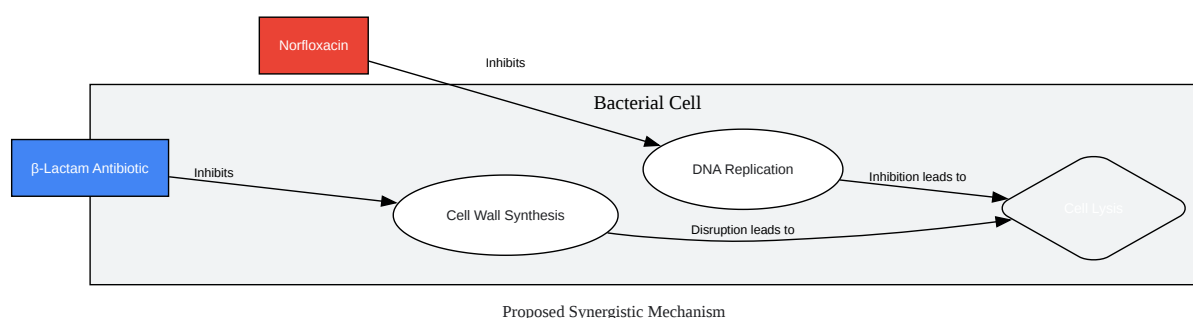 Norfloxacin
Inhibits
Bacterial Cell
β-Lactam Antibiotic
Inhibits
DNA Replication
Inhibition leads to
Cell Lysis
Cell Wall Synthesis
Disruption leads to
Proposed Synergistic Mechanism